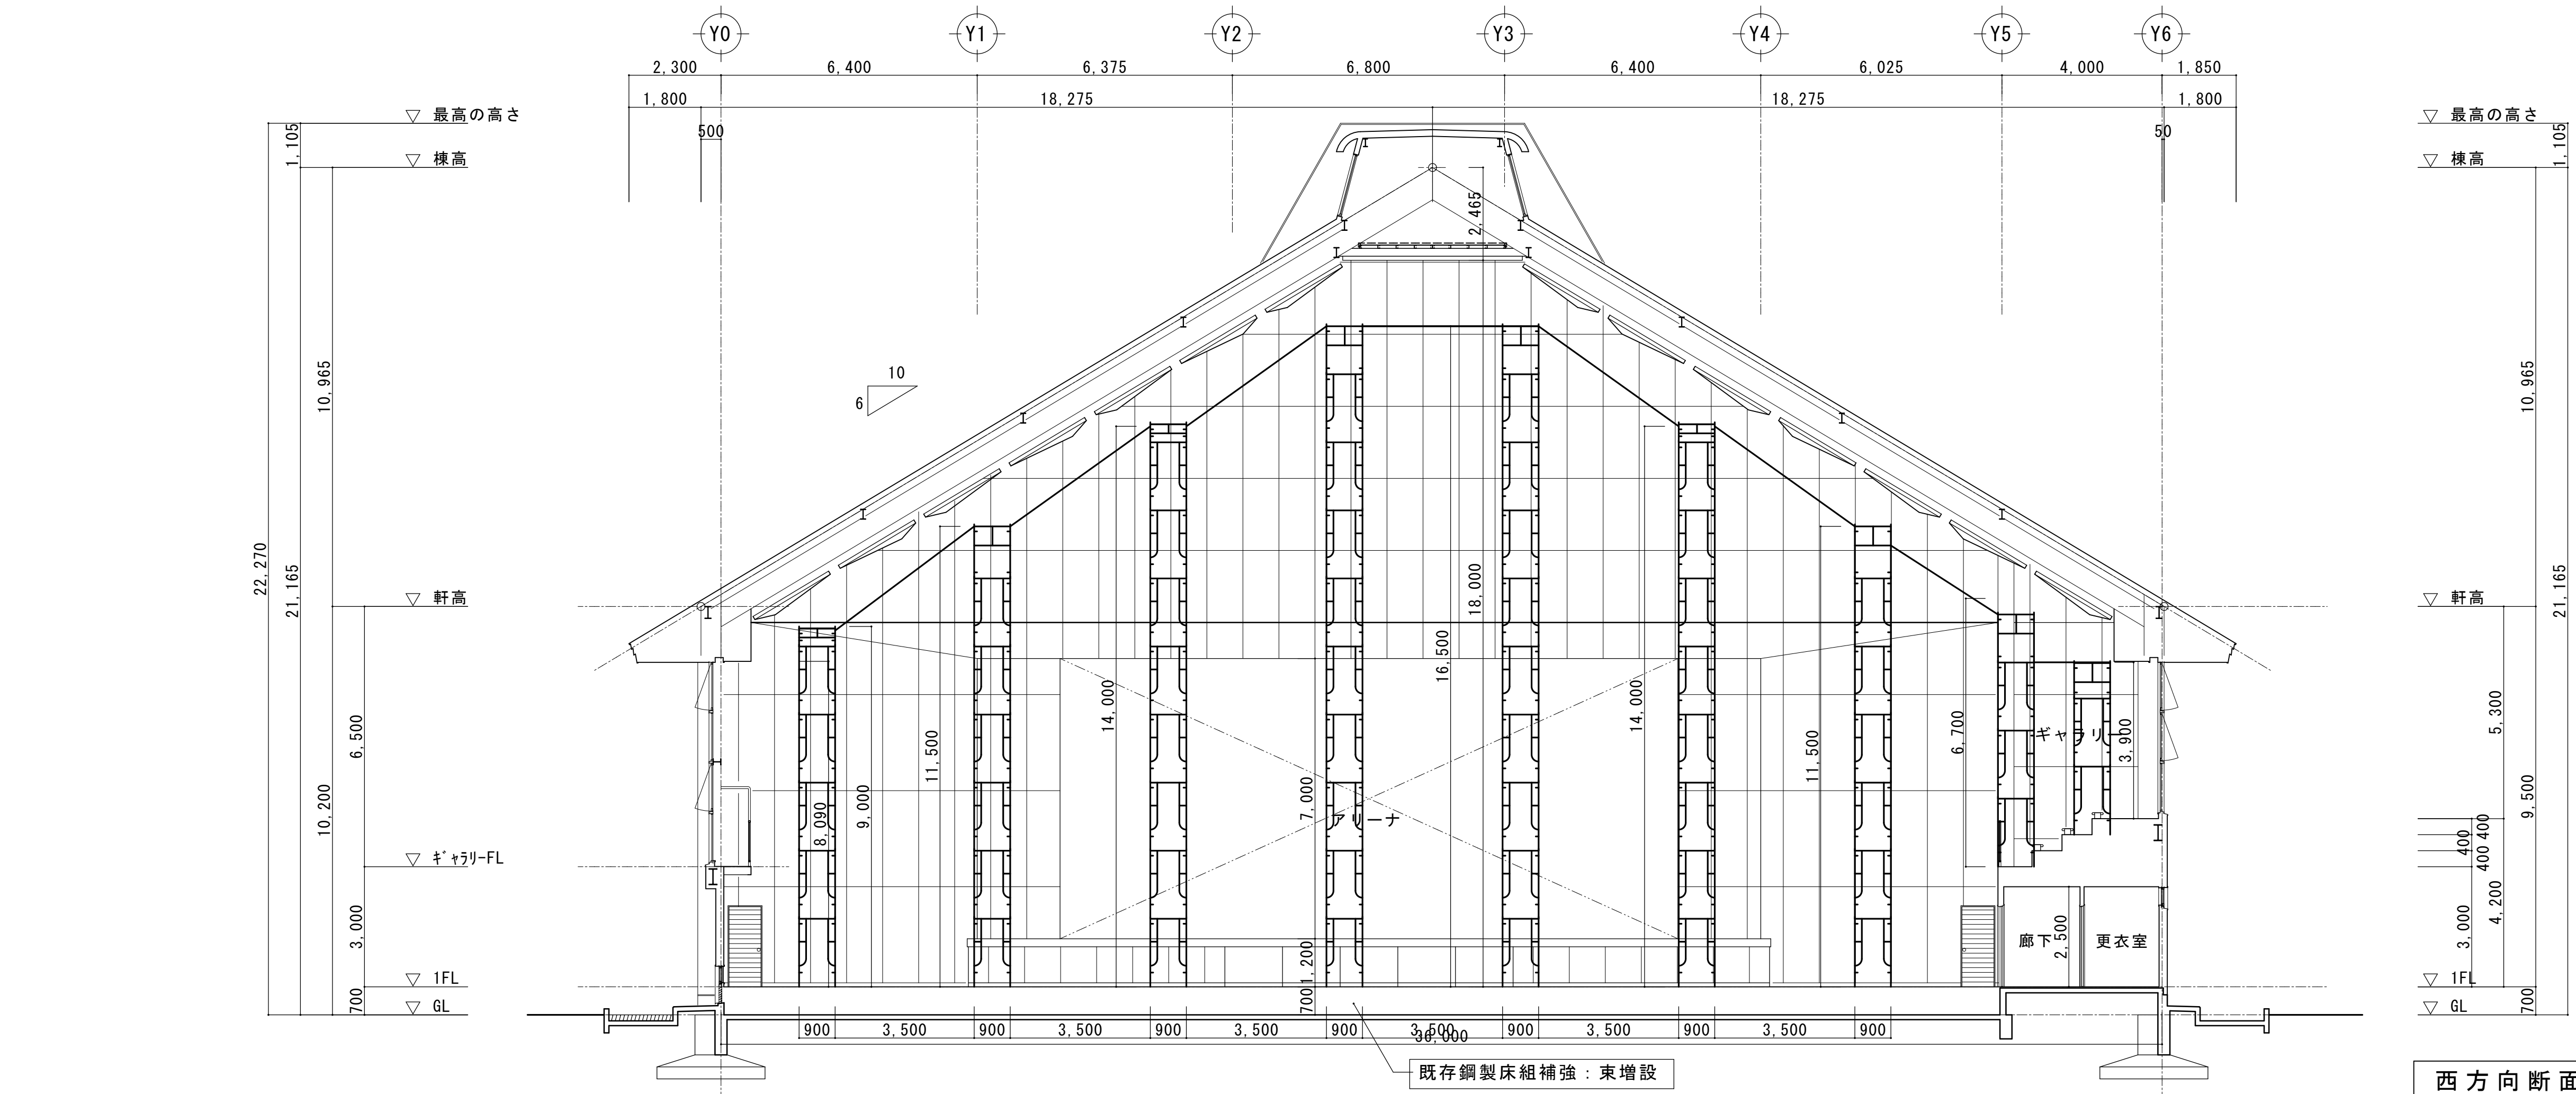 Y0 Y1 Y2 Y3 Y4 Y5 Y6
2,300 6,400 6,375 6,800 6,400 6,025 4,000 1,850
1,800 18,275 18,275 1,800
500 50
▽ 最高の高さ
1,105
▽ 棟高
▽ 最高の高さ
1,105
▽ 棟高
2,465
10
6
10,965
10,965
22,270
21,165
21,165
▽ 軒高
▽ 軒高
18,000
16,500
14,000
14,000
11,500
11,500
9,000
8,090
7,000
6,700
3,900
ギャラリー
アリーナ
6,500
10,200
5,300
9,500
400
400
400
4,200
3,000
▽ ｷﾞｬﾗﾘｰFL
3,000
廊下
2,500
更衣室
1,200
700
▽ 1FL
700
▽ GL
▽ 1FL
700
▽ GL
900 3,500 900 3,500 900 3,500 900 3,500 900 3,500 900 3,500 900
36,000
既存鋼製床組補強：束増設
西方向断面